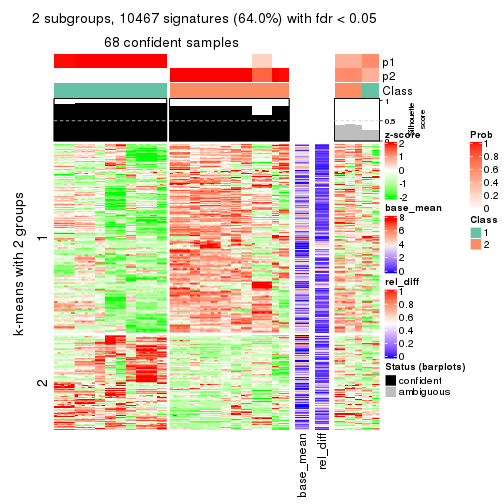 2 subgroups, 10467 signatures (64.0%) with fdr < 0.05
68 confident samples
p1
p2
Class
1
0.5
0
Silhouette
score
k-means with 2 groups
1
2
base_mean
rel_diff
z-score
2
1
0
-1
-2
base_mean
8
6
4
2
0
rel_diff
1
0.8
0.6
0.4
0.2
0
Status (barplots)
confident
ambiguous
Prob
1
0.8
0.6
0.4
0.2
0
Class
1
2